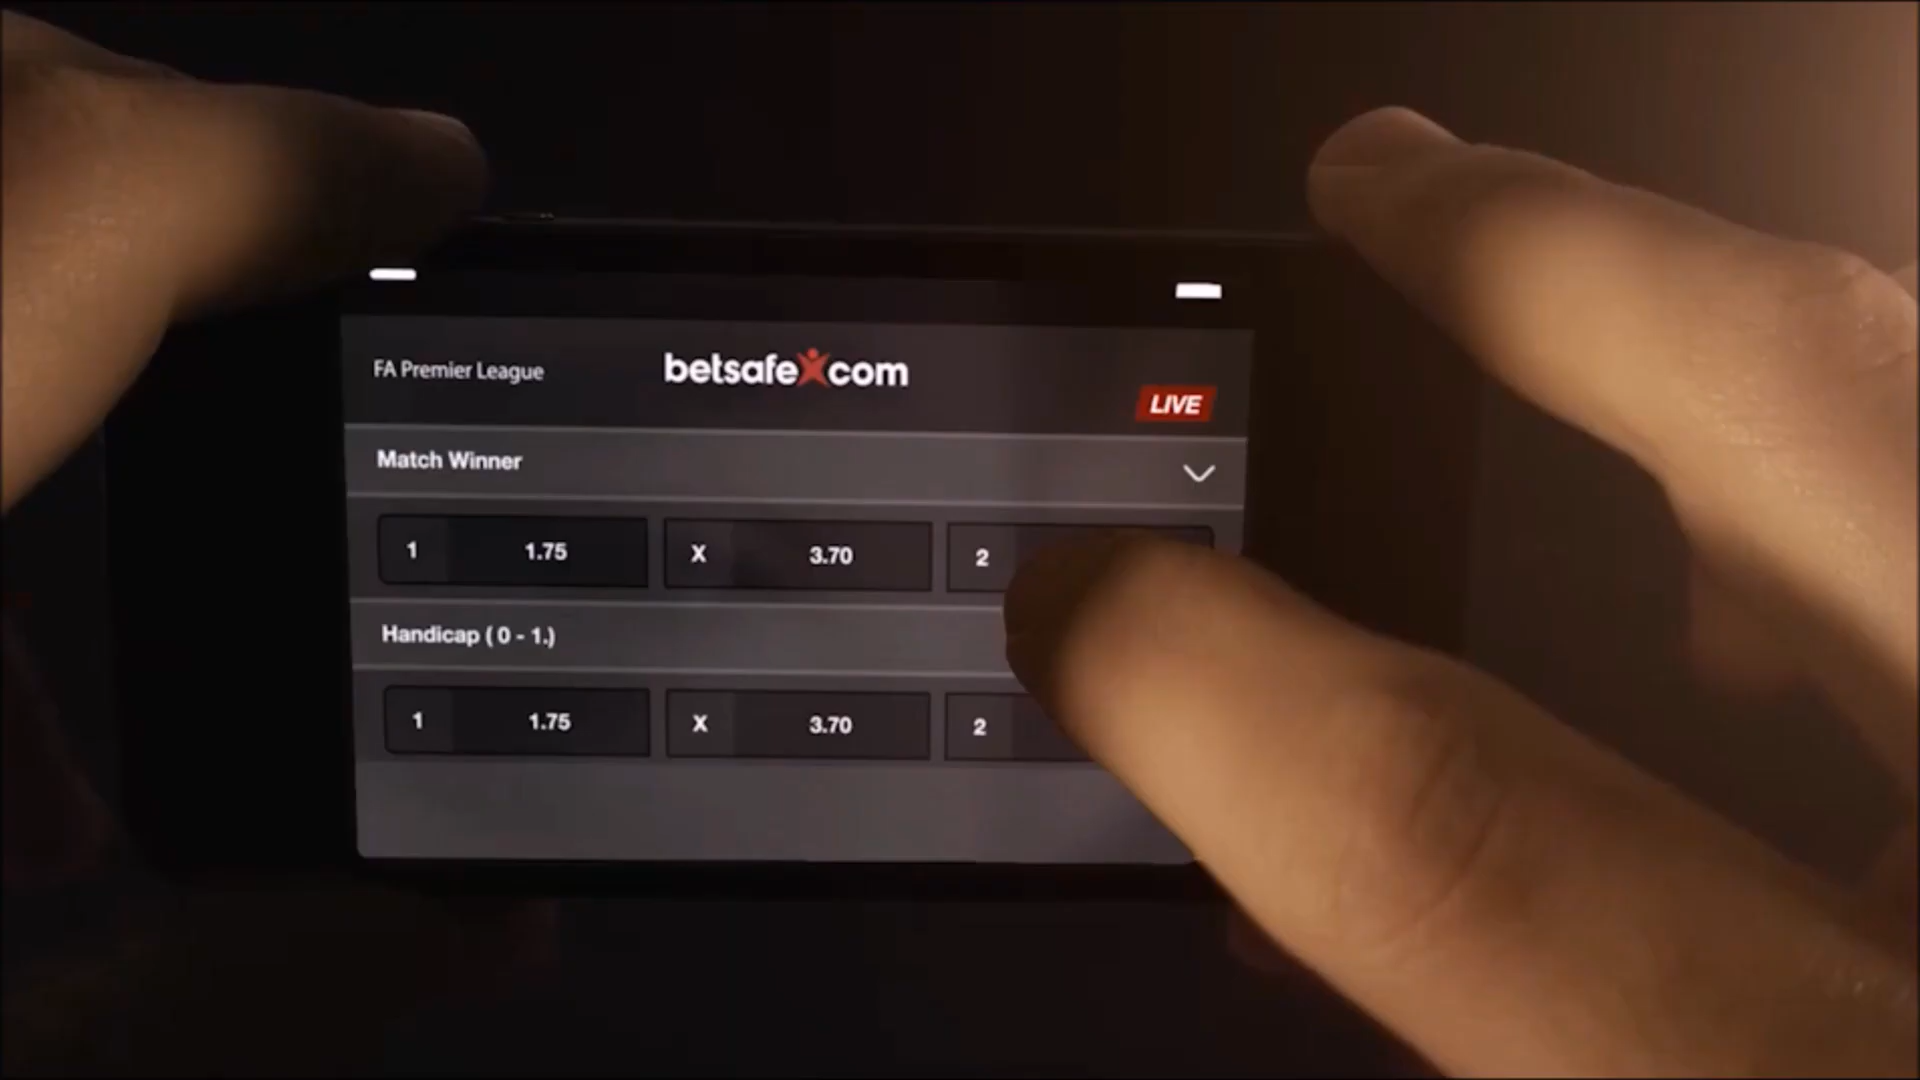 FA Premier League
betsafe.com
LIVE
Match Winner
1 1.75 X 3.70 2
Handicap ( 0 - 1.)
1 1.75 X 3.70 2